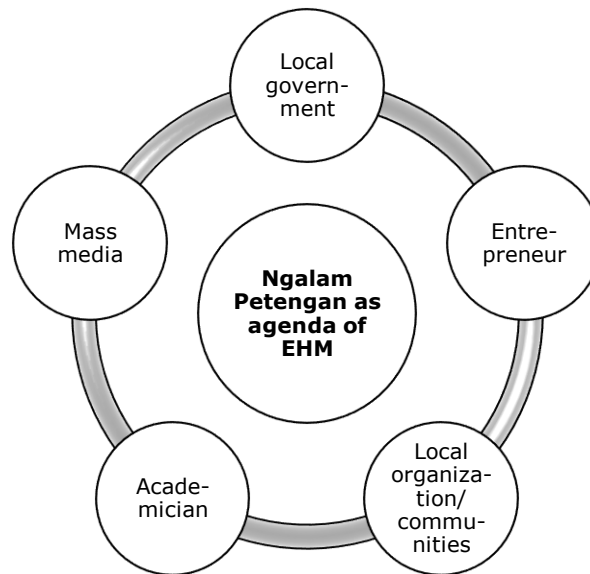 Local
govern-
ment
Entre-
preneur
Local
organiza-
tion/
commu-
nities
Acade-
mician
Mass
media
Ngalam
Petengan as
agenda of
EHM